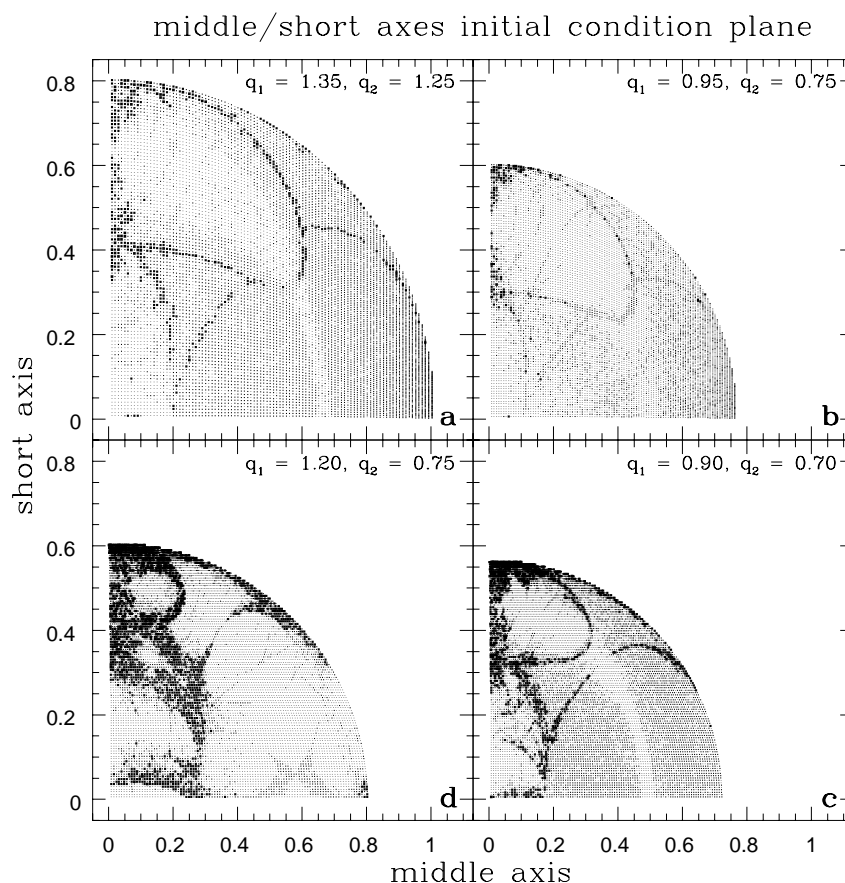 middle/short axes initial condition plane
q₁ = 1.35, q₂ = 1.25
q₁ = 0.95, q₂ = 0.75
0.8
0.6
0.4
0.2
0
a
b
q₁ = 1.20, q₂ = 0.75
q₁ = 0.90, q₂ = 0.70
0.8
0.6
0.4
0.2
0
d
c
short axis
0 0.2 0.4 0.6 0.8 1 0 0.2 0.4 0.6 0.8 1
middle axis